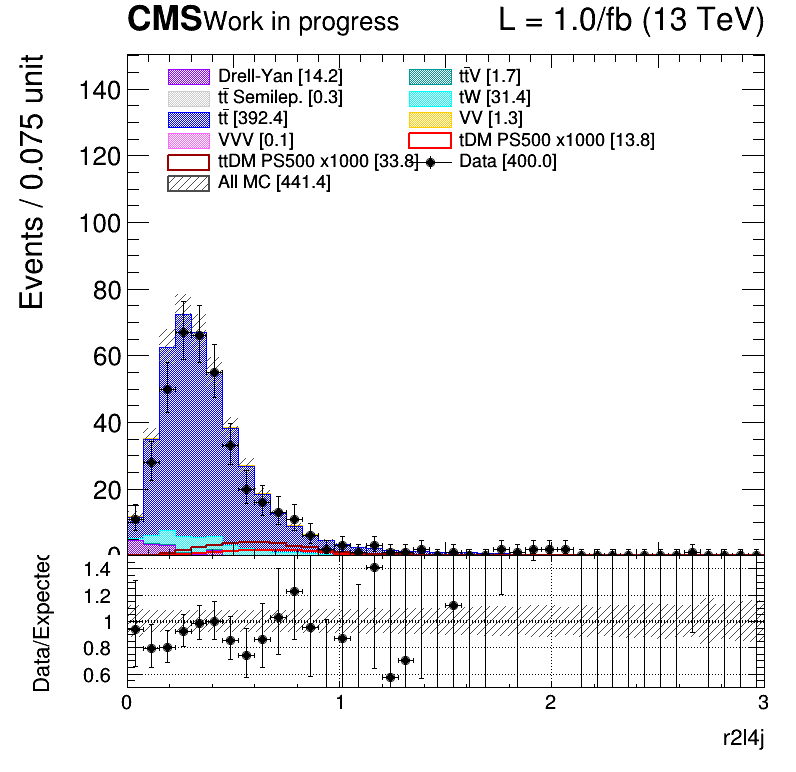 CMS Work in progress L = 1.0/fb (13 TeV)
Events / 0.075 unit
140
120
100
80
60
40
20
0
Drell-Yan [14.2] tt̄V [1.7]
tt̄ Semilep. [0.3] tW [31.4]
tt̄ [392.4] VV [1.3]
VVV [0.1] tDM PS500 x1000 [13.8]
ttDM PS500 x1000 [33.8] Data [400.0]
All MC [441.4]
Data/Expected
1.4
1.2
1
0.8
0.6
0 1 2 3
r2l4j